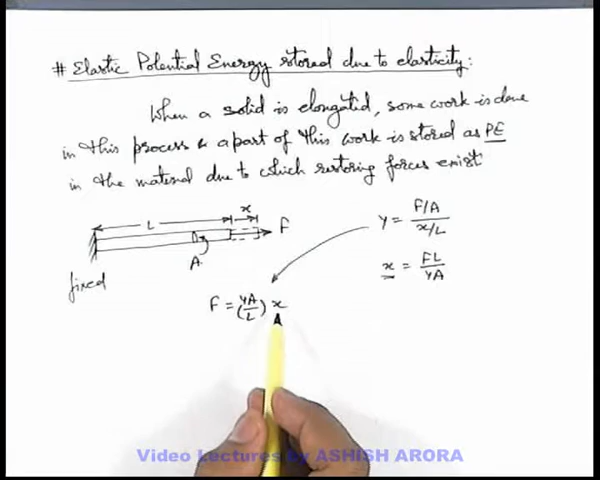 # Elastic Potential Energy stored due to elasticity:
When a solid is elongated, some work is done
in this process & a part of this work is stored as PE
in the material due to which restoring forces exist
L
x
F
A
fixed
Y = F/A / x/L
x = FL / YA
F = (YA/L) x
Video Lectures by ASHISH ARORA